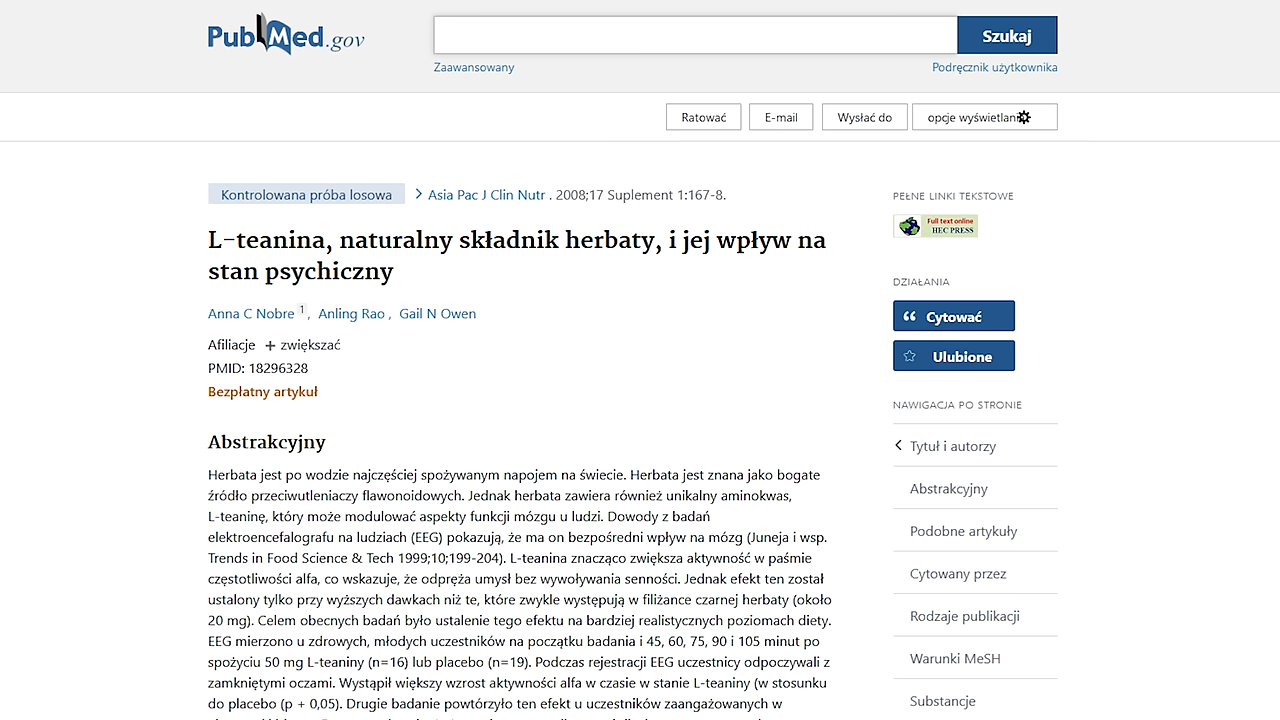 PubMed.gov
Szukaj
Zaawansowany
Podręcznik użytkownika
Ratować
E-mail
Wysłać do
opcje wyświetlani
Kontrolowana próba losowa
Asia Pac J Clin Nutr . 2008;17 Suplement 1:167-8.
L-teanina, naturalny składnik herbaty, i jej wpływ na
stan psychiczny
Anna C Nobre 1, Anling Rao, Gail N Owen
Afiliacje + zwiększać
PMID: 18296328
Bezpłatny artykuł
Abstrakcyjny
Herbata jest po wodzie najczęściej spożywanym napojem na świecie. Herbata jest znana jako bogate
źródło przeciwutleniaczy flawonoidowych. Jednak herbata zawiera również unikalny aminokwas,
L-teaninę, który może modulować aspekty funkcji mózgu u ludzi. Dowody z badań
elektroencefalografu na ludziach (EEG) pokazują, że ma on bezpośredni wpływ na mózg (Juneja i wsp.
Trends in Food Science & Tech 1999;10;199-204). L-teanina znacząco zwiększa aktywność w paśmie
częstotliwości alfa, co wskazuje, że odpręża umysł bez wywoływania senności. Jednak efekt ten został
ustalony tylko przy wyższych dawkach niż te, które zwykle występują w filiżance czarnej herbaty (około
20 mg). Celem obecnych badań było ustalenie tego efektu na bardziej realistycznych poziomach diety.
EEG mierzono u zdrowych, młodych uczestników na początku badania i 45, 60, 75, 90 i 105 minut po
spożyciu 50 mg L-teaniny (n=16) lub placebo (n=19). Podczas rejestracji EEG uczestnicy odpoczywali z
zamkniętymi oczami. Wystąpił większy wzrost aktywności alfa w czasie w stanie L-teaniny (w stosunku
do placebo (p + 0,05). Drugie badanie powtórzyło ten efekt u uczestników zaangażowanych w
PEŁNE LINKI TEKSTOWE
Full text online
HEC PRESS
DZIAŁANIA
Cytować
Ulubione
NAWIGACJA PO STRONIE
Tytuł i autorzy
Abstrakcyjny
Podobne artykuły
Cytowany przez
Rodzaje publikacji
Warunki MeSH
Substancje